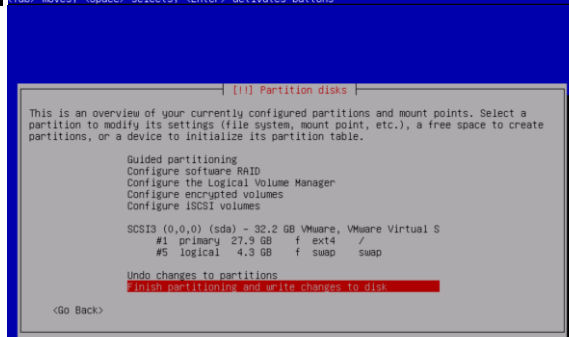 <Tab> moves; <Space> selects; <Enter> activates buttons
[!!] Partition disks
This is an overview of your currently configured partitions and mount points. Select a
partition to modify its settings (file system, mount point, etc.), a free space to create
partitions, or a device to initialize its partition table.
Guided partitioning
Configure software RAID
Configure the Logical Volume Manager
Configure encrypted volumes
Configure iSCSI volumes
SCSI3 (0,0,0) (sda) - 32.2 GB VMware, VMware Virtual S
#1 primary 27.9 GB f ext4 /
#5 logical 4.3 GB f swap swap
Undo changes to partitions
Finish partitioning and write changes to disk
<Go Back>